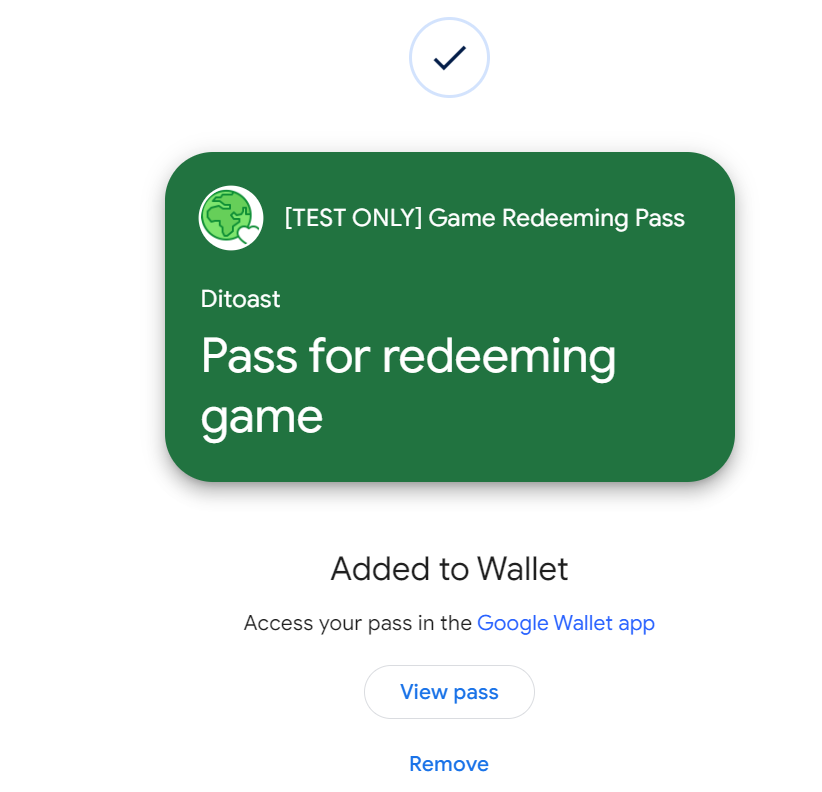 [TEST ONLY] Game Redeeming Pass
Ditoast
Pass for redeeming
game
Added to Wallet
Access your pass in the Google Wallet app
View pass
Remove